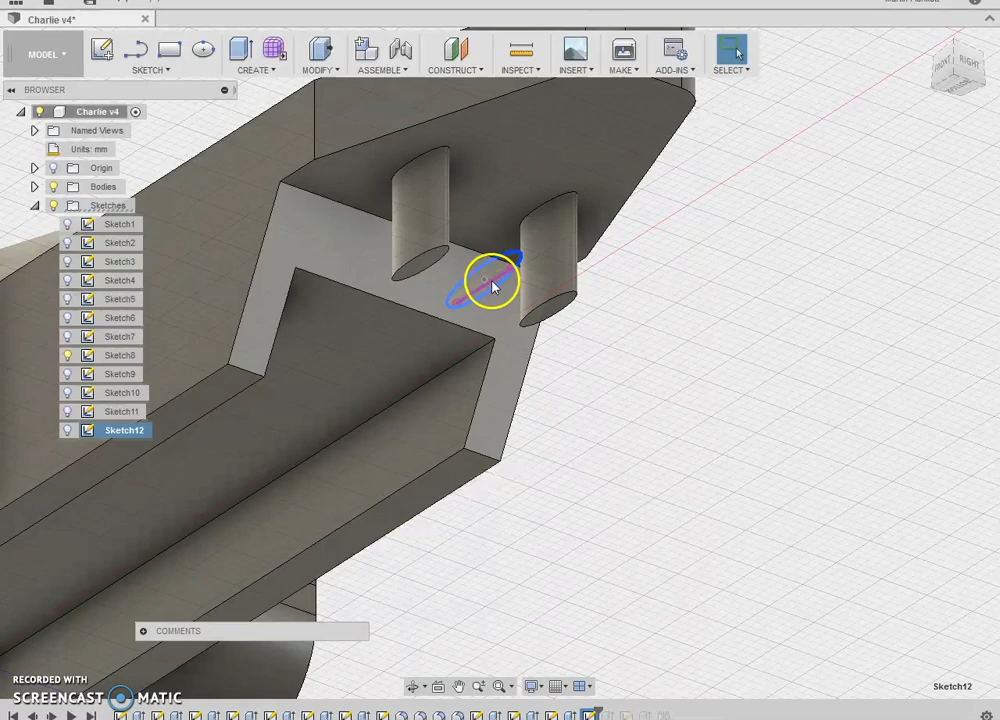 Charlie v4*
MODEL
SKETCH
CREATE
MODIFY
ASSEMBLE
CONSTRUCT
INSPECT
INSERT
MAKE
ADD-INS
SELECT
FRONT
RIGHT
BROWSER
Charlie v4
Named Views
Units: mm
Origin
Bodies
Sketches
Sketch1
Sketch2
Sketch3
Sketch4
Sketch5
Sketch6
Sketch7
Sketch8
Sketch9
Sketch10
Sketch11
Sketch12
COMMENTS
RECORDED WITH
SCREENCAST MATIC
Sketch12